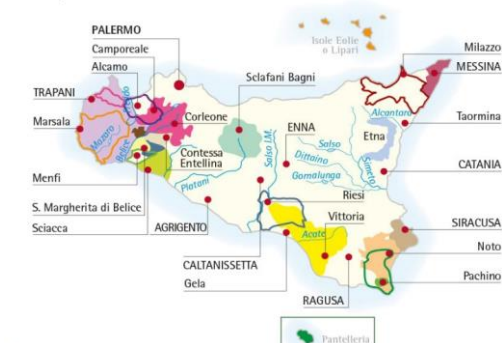 PALERMO
Camporeale
Alcamo
TRAPANI
Marsala
Menfi
S. Margherita di Belice
Sciacca
AGRIGENTO
CALTANISSETTA
Gela
RAGUSA
Isole Eolie
o Lipari
Sclafani Bagni
Corleone
Contessa
Entellina
ENNA
Riesi
Vittoria
Etna
Milazzo
MESSINA
Taormina
CATANIA
SIRACUSA
Noto
Pachino
Mazaro
Belice
Platani
Salso I.M.
Salso
Dittaino
Gornalunga
Simeto
Alcantara
Acate
Pantelleria